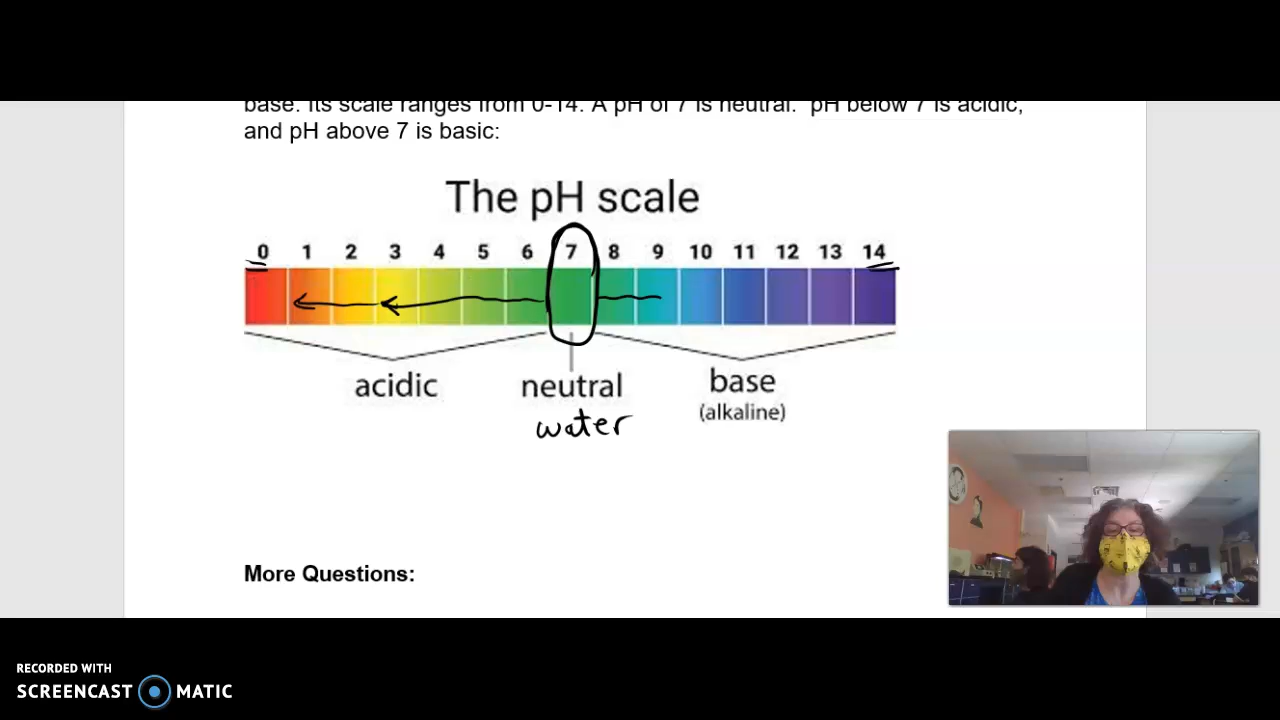 base. Its scale ranges from 0-14. A pH of 7 is neutral. pH below 7 is acidic,
and pH above 7 is basic:
The pH scale
0 1 2 3 4 5 6 7 8 9 10 11 12 13 14
acidic neutral base
(alkaline)
water
More Questions:
RECORDED WITH
SCREENCAST MATIC